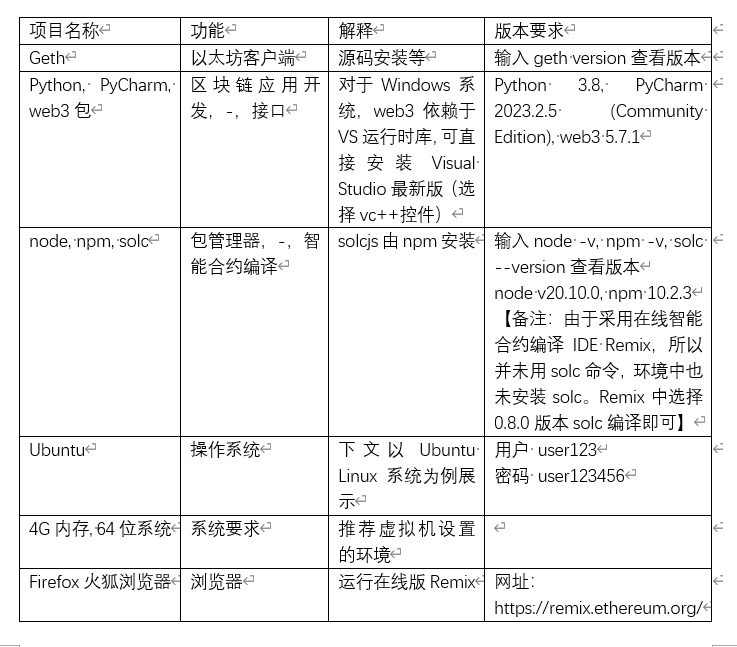 项目名称 功能 解释 版本要求
Geth 以太坊客户端 源码安装等 输入 geth version 查看版本
Python, PyCharm,
web3 包
区块链应用开
发，-，接口
对于 Windows 系
统，web3 依赖于
VS 运行时库, 可直
接安装 Visual
Studio 最新版（选
择 vc++控件）
Python 3.8, PyCharm
2023.2.5 (Community
Edition), web3 5.7.1
node, npm, solc
包管理器，-，智
能合约编译
solcjs 由 npm 安装
输入 node -v, npm -v, solc
--version 查看版本
node v20.10.0, npm 10.2.3
【备注：由于采用在线智能
合约编译 IDE Remix，所以
并未用 solc 命令，环境中也
未安装 solc。Remix 中选择
0.8.0 版本 solc 编译即可】
Ubuntu
操作系统
下文以 Ubuntu
Linux 系统为例展
示
用户 user123
密码 user123456
4G 内存, 64 位系统
系统要求
推荐虚拟机设置
的环境
Firefox 火狐浏览器
浏览器
运行在线版 Remix
网址：
https://remix.ethereum.org/